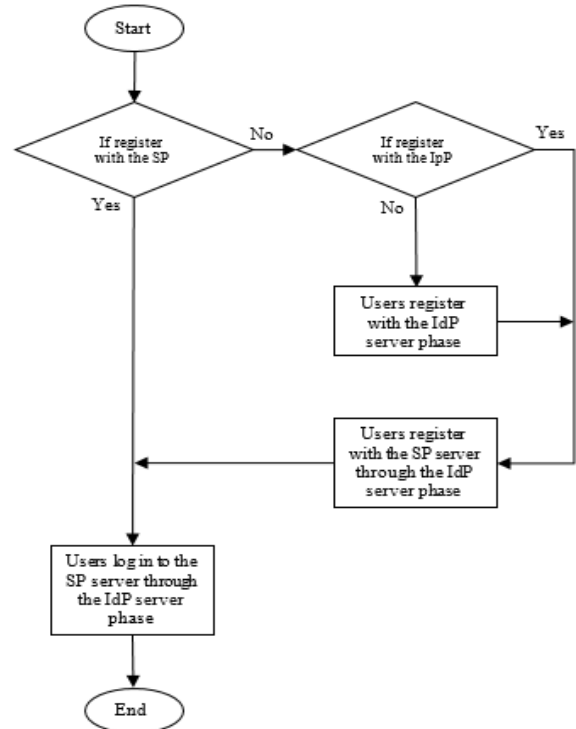 Start
If register
with the SP
No
If register
with the IpP
Yes
Yes
No
Users register
with the IdP
server phase
Users register
with the SP server
through the IdP
server phase
Users log in to the
SP server through
the IdP server
phase
End